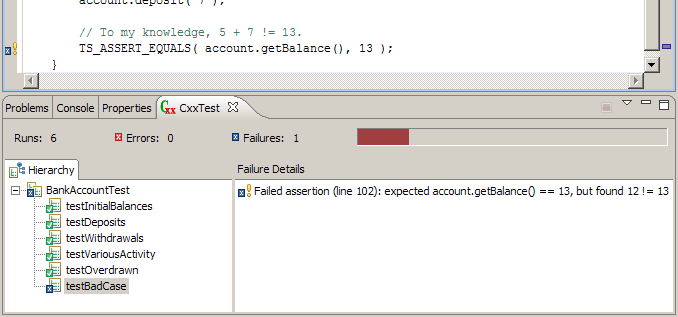 account.deposit( 7 );
// To my knowledge, 5 + 7 != 13.
TS_ASSERT_EQUALS( account.getBalance(), 13 );
}
Problems Console Properties Cxx CxxTest
Runs: 6 Errors: 0 Failures: 1
Hierarchy Failure Details
BankAccountTest Failed assertion (line 102): expected account.getBalance() == 13, but found 12 != 13
testInitialBalances
testDeposits
testWithdrawals
testVariousActivity
testOverdrawn
testBadCase